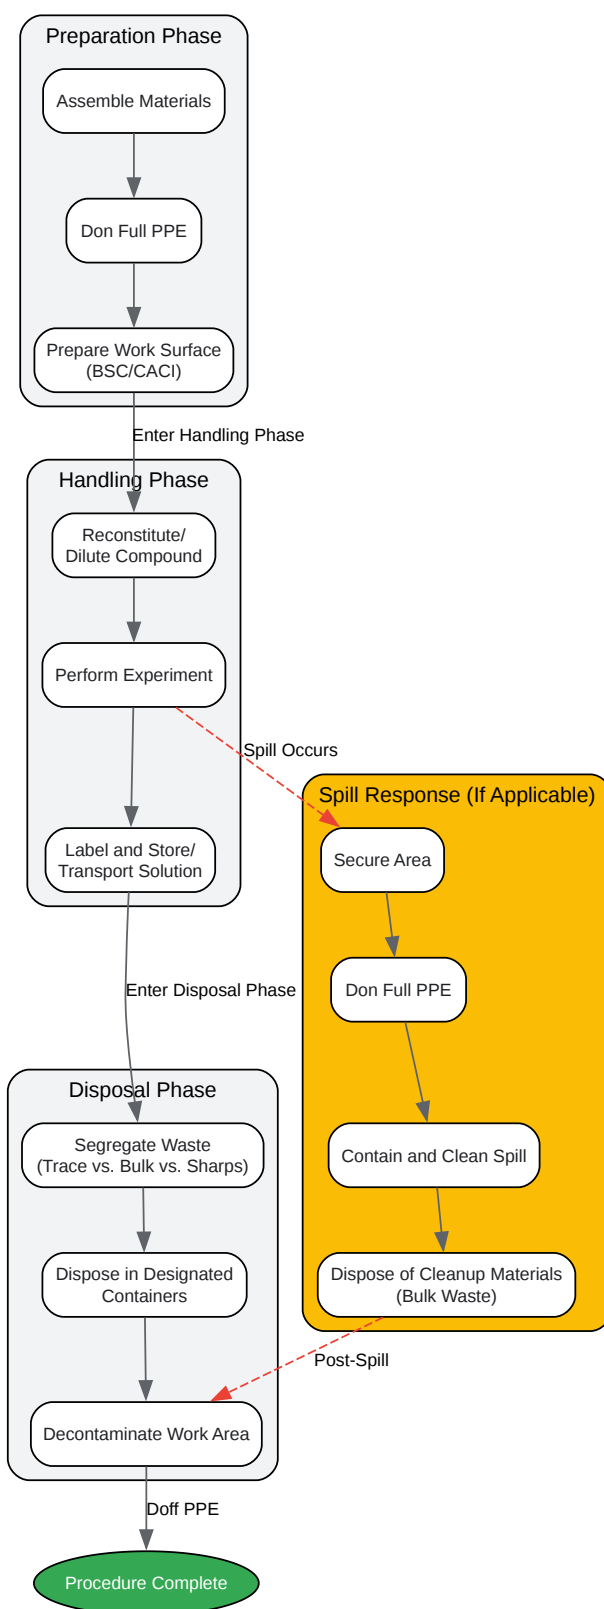 Preparation Phase
Assemble Materials
Don Full PPE
Prepare Work Surface
(BSC/CACI)
Enter Handling Phase
Handling Phase
Reconstitute/
Dilute Compound
Perform Experiment
Spill Occurs
Label and Store/
Transport Solution
Spill Response (If Applicable)
Secure Area
Don Full PPE
Enter Disposal Phase
Contain and Clean Spill
Dispose of Cleanup Materials
(Bulk Waste)
Post-Spill
Disposal Phase
Segregate Waste
(Trace vs. Bulk vs. Sharps)
Dispose in Designated
Containers
Decontaminate Work Area
Doff PPE
Procedure Complete